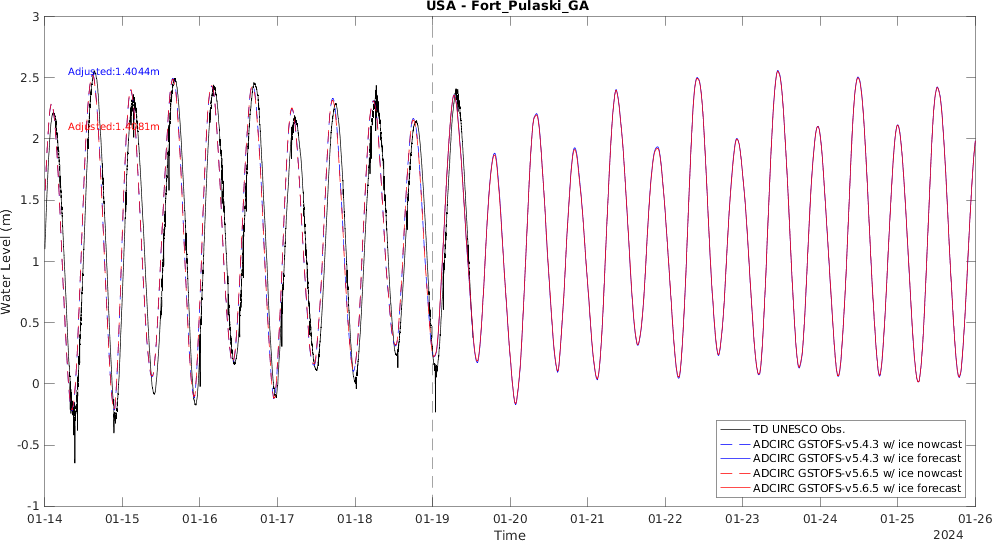 USA - Fort_Pulaski_GA
3
2.5
2
1.5
1
0.5
0
-0.5
-1
Water Level (m)
Adjusted:1.4044m
TD UNESCO Obs.
ADCIRC GSTOFS-v5.4.3 w/ ice nowcast
ADCIRC GSTOFS-v5.4.3 w/ ice forecast
ADCIRC GSTOFS-v5.6.5 w/ ice nowcast
ADCIRC GSTOFS-v5.6.5 w/ ice forecast
01-14 01-15 01-16 01-17 01-18 01-19 01-20 01-21 01-22 01-23 01-24 01-25 01-26
Time
2024